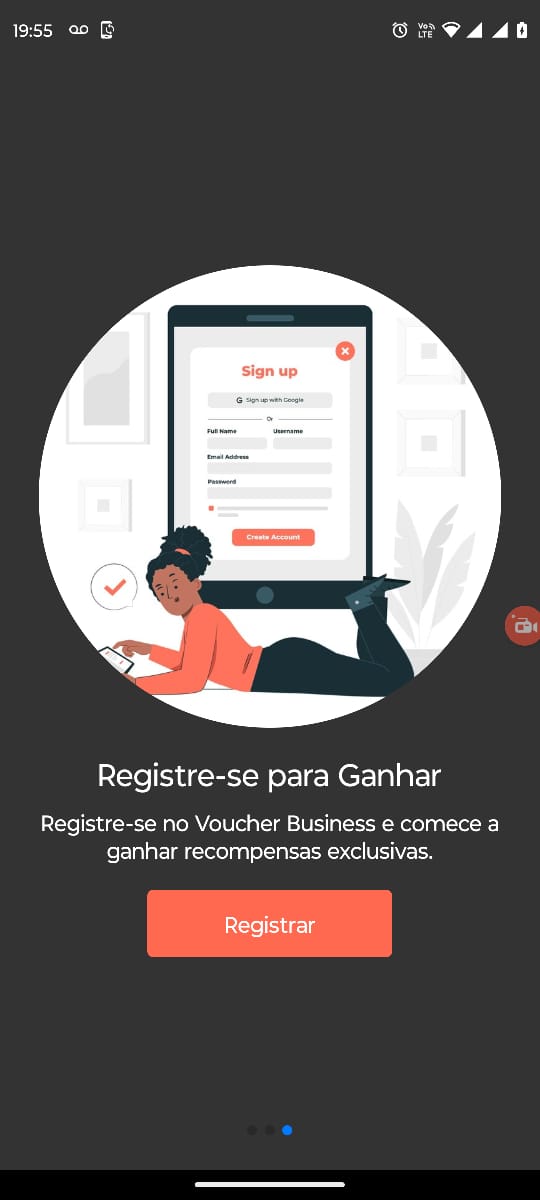 19:55
Vo
LTE
Sign up
G Sign up with Google
Or
Full Name Username
Email Address
Password
Create Account
Registre-se para Ganhar
Registre-se no Voucher Business e comece a
ganhar recompensas exclusivas.
Registrar